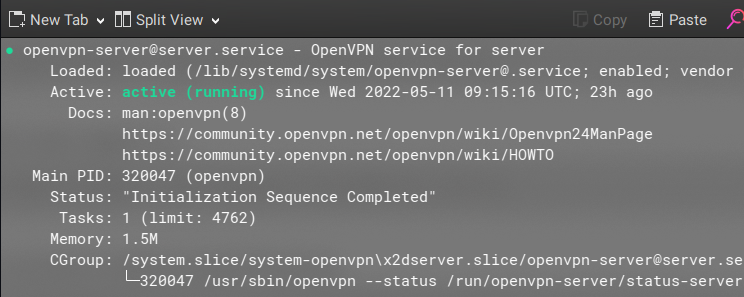 New Tab Split View Copy Paste
● openvpn-server@server.service - OpenVPN service for server
Loaded: loaded (/lib/systemd/system/openvpn-server@.service; enabled; vendor
Active: active (running) since Wed 2022-05-11 09:15:16 UTC; 23h ago
Docs: man:openvpn(8)
https://community.openvpn.net/openvpn/wiki/Openvpn24ManPage
https://community.openvpn.net/openvpn/wiki/HOWTO
Main PID: 320047 (openvpn)
Status: "Initialization Sequence Completed"
Tasks: 1 (limit: 4762)
Memory: 1.5M
CGroup: /system.slice/system-openvpn\x2dserver.slice/openvpn-server@server.se
└─320047 /usr/sbin/openvpn --status /run/openvpn-server/status-server